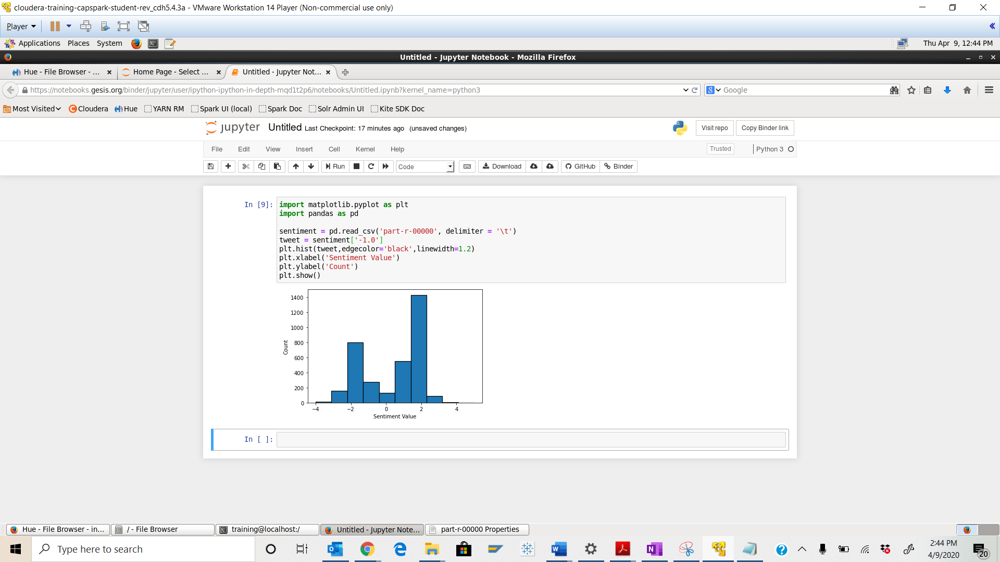 cloudera-training-capspark-student-rev_cdh5.4.3a - VMware Workstation 14 Player (Non-commercial use only)
Player
Applications Places System Thu Apr 9, 12:44 PM
Untitled - Jupyter Notebook - Mozilla Firefox
Hue - File Browser - ... Home Page - Select ... Untitled - Jupyter Not...
https://notebooks.gesis.org/binder/jupyter/user/ipython-ipython-in-depth-mqd1t2p6/notebooks/Untitled.ipynb?kernel_name=python3 Google
Most Visited Cloudera Hue YARN RM Spark UI (local) Spark Doc Solr Admin UI Kite SDK Doc
jupyter Untitled Last Checkpoint: 17 minutes ago (unsaved changes) Visit repo Copy Binder link
File Edit View Insert Cell Kernel Help Trusted Python 3
Run Code Download GitHub Binder
In [9]: import matplotlib.pyplot as plt
import pandas as pd
sentiment = pd.read_csv('part-r-00000', delimiter = '\t')
tweet = sentiment['-1.0']
plt.hist(tweet,edgecolor='black',linewidth=1.2)
plt.xlabel('Sentiment Value')
plt.ylabel('Count')
plt.show()
1400
1200
1000
800
600
400
200
0
Count
−4 −2 0 2 4
Sentiment Value
In [ ]:
Hue - File Browser - in... / - File Browser training@localhost:/ Untitled - Jupyter Note... part-r-00000 Properties
Type here to search 2:44 PM
4/9/2020 20